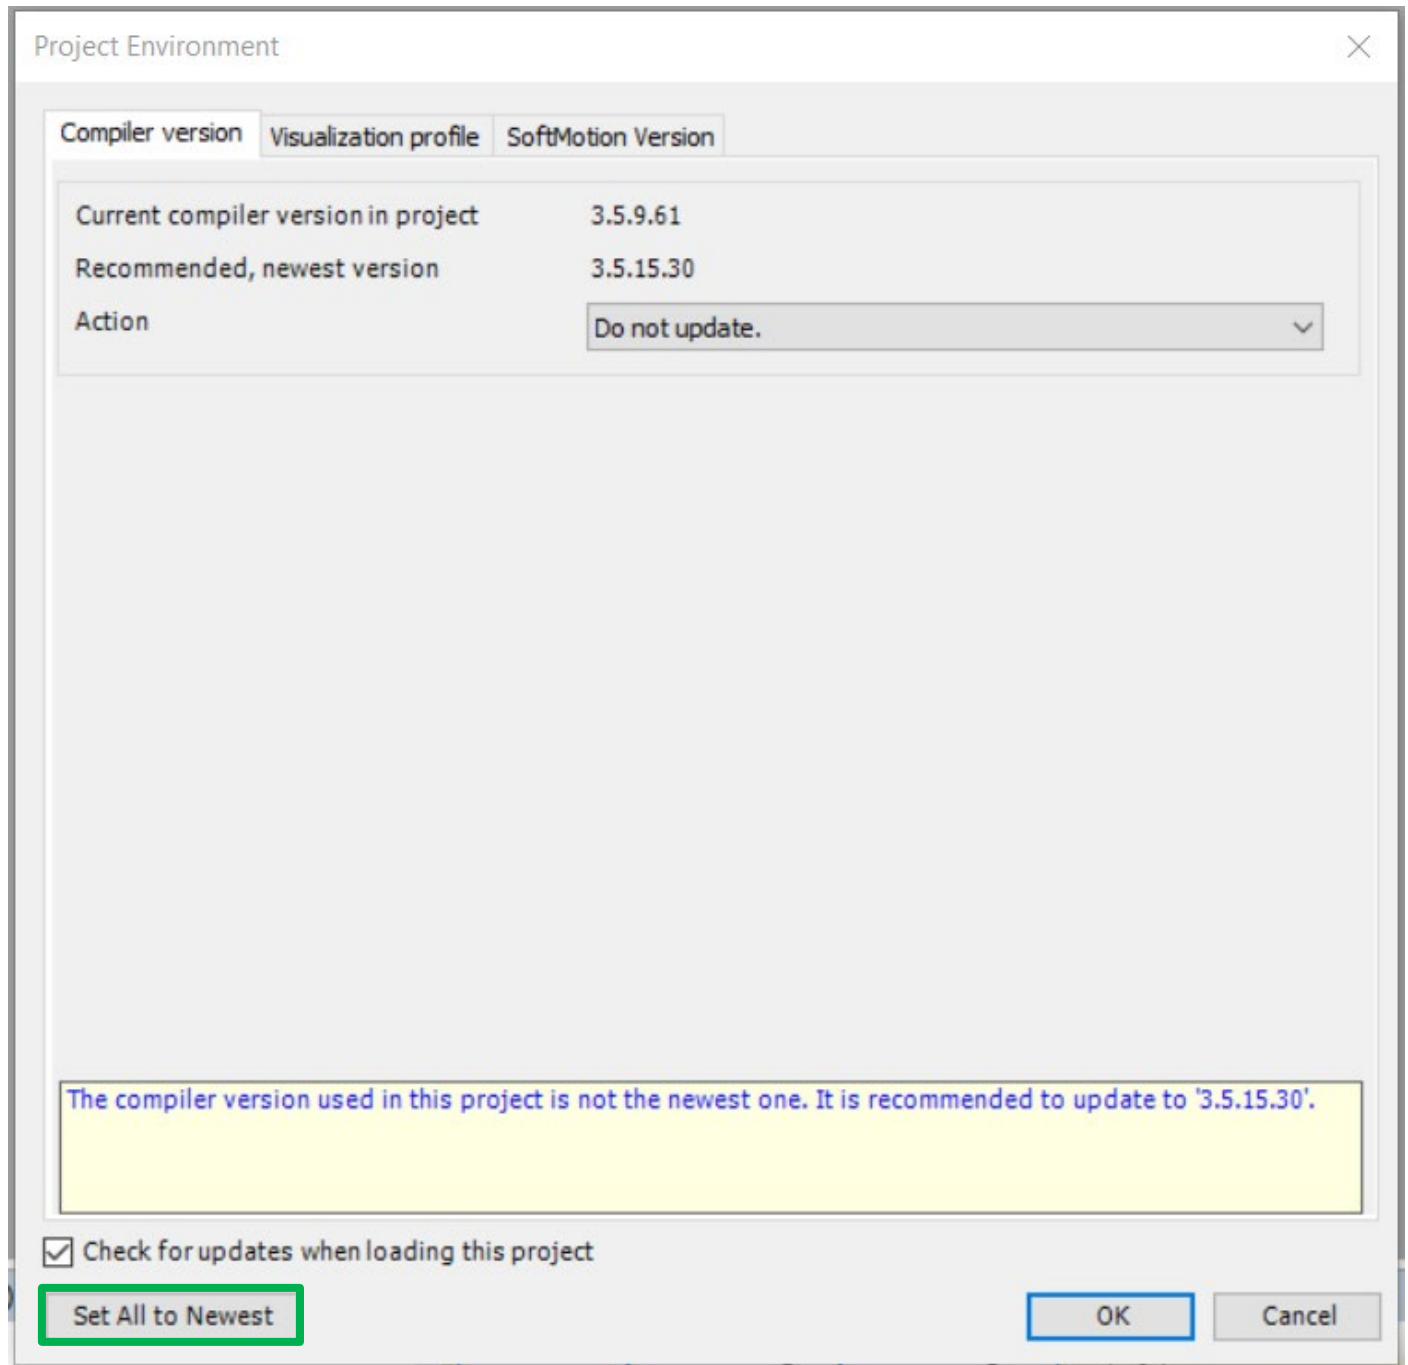 Project Environment
Compiler version Visualization profile SoftMotion Version
Current compiler version in project 3.5.9.61
Recommended, newest version 3.5.15.30
Action Do not update.
The compiler version used in this project is not the newest one. It is recommended to update to '3.5.15.30'.
Check for updates when loading this project
Set All to Newest OK Cancel